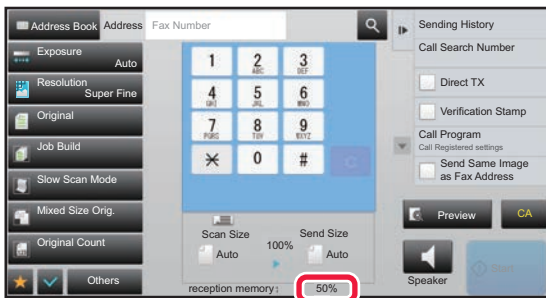 Address Book Address Fax Number
Exposure
Auto
Resolution
Super Fine
Original
Job Build
Slow Scan Mode
Mixed Size Orig.
Original Count
Others
1 2 3
ABC DEF
4 5 6
GHI JKL MNO
7 8 9
PQRS TUV WXYZ
0 #
C
Scan Size
Auto
100%
Send Size
Auto
reception memory: 50%
Sending History
Call Search Number
Direct TX
Verification Stamp
Call Program
Call Registered settings
Send Same Image
as Fax Address
Preview CA
Speaker
Start